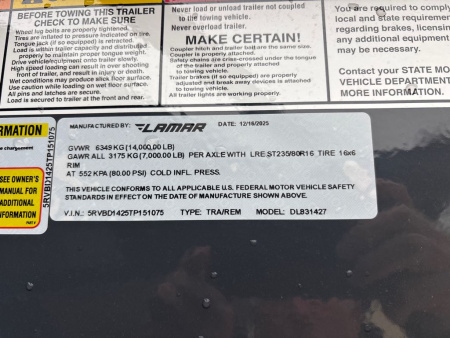 BEFORE TOWING THIS TRAILER
CHECK TO MAKE SURE
Wheel lug bolts are properly tightened.
Tires are inflated to pressure indicated on tire.
Tongue jack (if so equipped) is retracted.
Load is within trailer capacity and distributed
properly to maintain proper tongue weight.
Drive vehicle/equipment onto trailer slowly.
High speed loading can result in over shooting
front of trailer, and result in injury or death.
Wet conditions may produce slick floor surface.
Use caution while loading on wet floor surface.
All pins and latches are secure.
Load is secured to trailer at the front and rear.
Never load or unload trailer not coupled
to the towing vehicle.
Never overload trailer.
MAKE CERTAIN!
Coupler hitch and trailer ball are the same size.
Coupler is properly attached.
Safety chains are criss-crossed under the tongue
of the trailer and properly attached
to towing vehicle.
Trailer brakes (if so equipped) are properly
adjusted and break away devices is attached
to towing vehicle.
All trailer lights are working properly.
You are required to comply
local and state requirement
regarding brakes, licensin
any additional equipment
may be necessary.
Contact your STATE MO
VEHICLE DEPARTMENT
MORE INFORMATION.
RMATION
chargement
SEE OWNER'S
MANUAL FOR
ADDITIONAL
INFORMATION
5RVBD1425TP151075
MANUFACTURED BY: LAMAR DATE: 12/16/2025
GVWR 6349 KG (14,000.00 LB)
GAWR ALL 3175 KG (7,000.00 LB) PER AXLE WITH LRE ST235/80R16 TIRE 16x6
RIM
AT 552 KPA (80.00 PSI) COLD INFL. PRESS.
THIS VEHICLE CONFORMS TO ALL APPLICABLE U.S. FEDERAL MOTOR VEHICLE SAFETY
STANDARDS IN EFFECT ON THE DATE OF MANUFACTURE SHOWN ABOVE.
V.I.N.: 5RVBD1425TP151075 TYPE: TRA/REM MODEL: DL831427